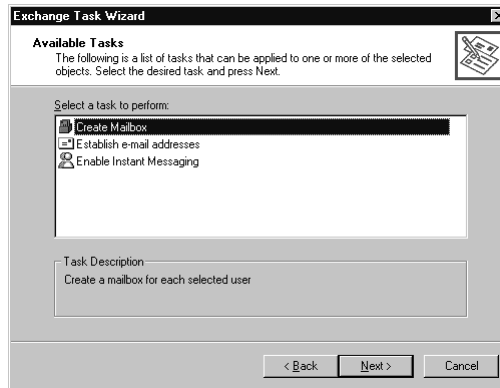 Exchange Task Wizard
Available Tasks
The following is a list of tasks that can be applied to one or more of the selected
objects. Select the desired task and press Next.
Select a task to perform:
Create Mailbox
Establish e-mail addresses
Enable Instant Messaging
Task Description
Create a mailbox for each selected user
< Back
Next >
Cancel